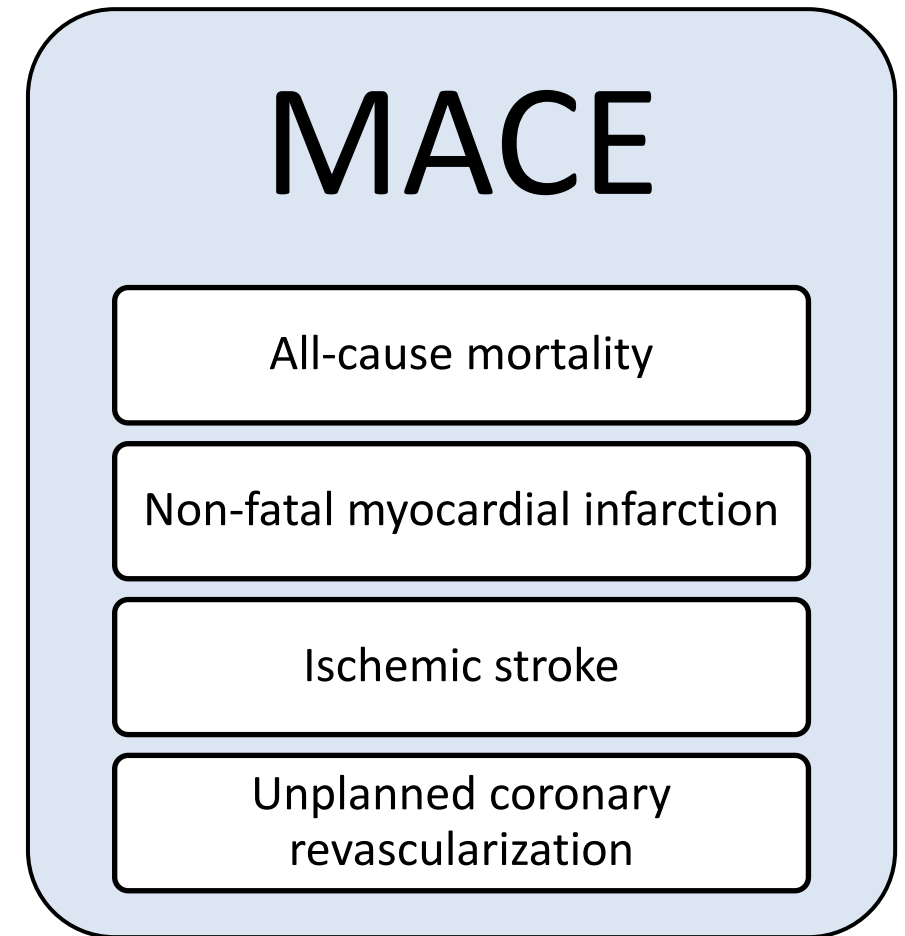 MACE
All-cause mortality
Non-fatal myocardial infarction
Ischemic stroke
Unplanned coronary
revascularization